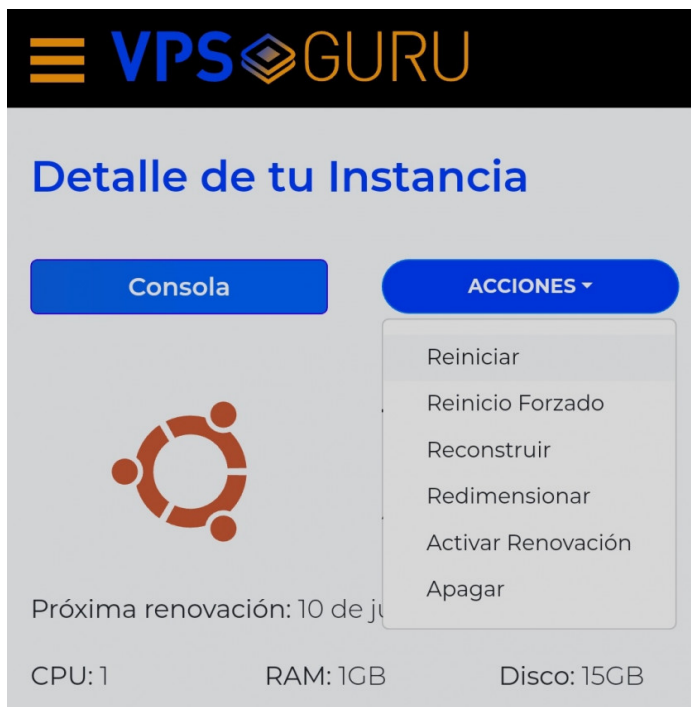 VPS GURU
Detalle de tu Instancia
Consola
ACCIONES
Reiniciar
Reinicio Forzado
Reconstruir
Redimensionar
Activar Renovación
Apagar
Próxima renovación: 10 de
CPU: 1 RAM: 1GB Disco: 15GB